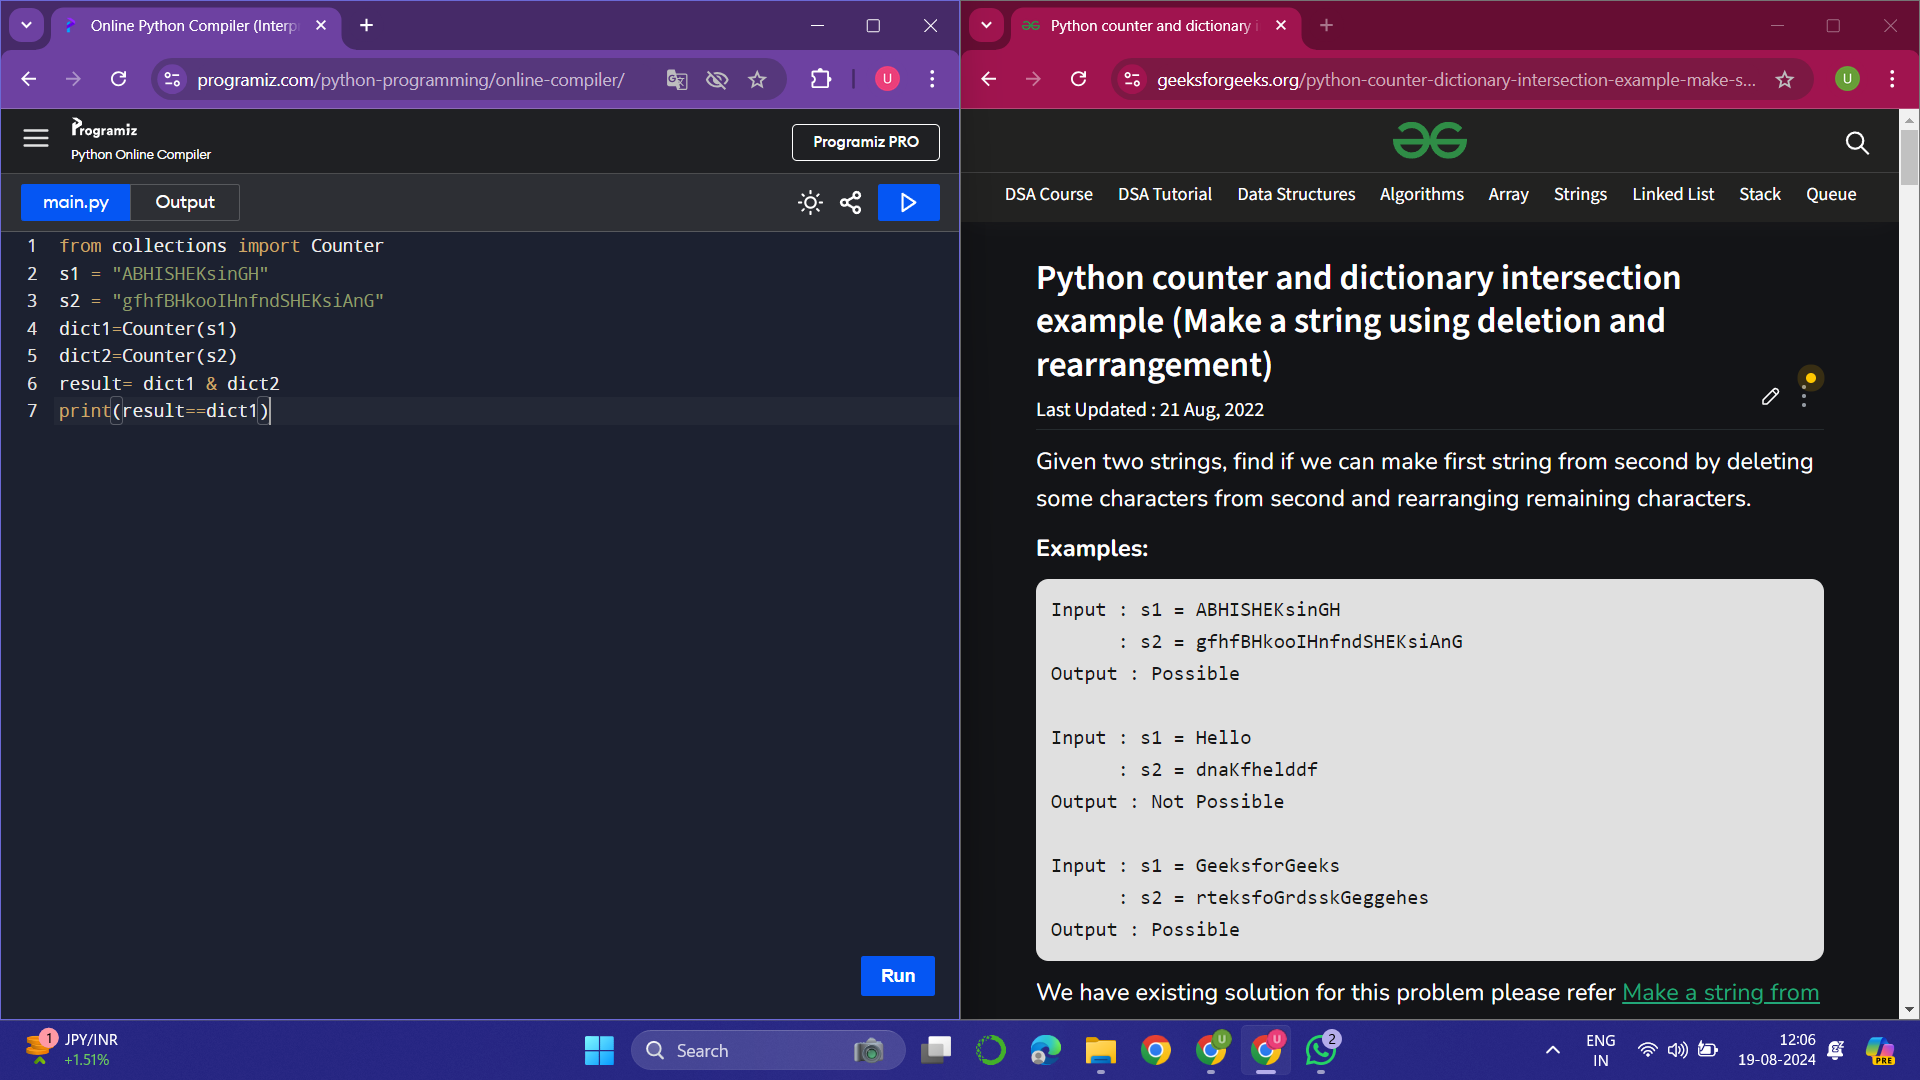 Online Python Compiler (Interp
programiz.com/python-programming/online-compiler/
U
Programiz
Python Online Compiler
Programiz PRO
main.py
Output
1 from collections import Counter
2 s1 = "ABHISHEKsinGH"
3 s2 = "gfhfBHkooIHnfndSHEKsiAnG"
4 dict1=Counter(s1)
5 dict2=Counter(s2)
6 result= dict1 & dict2
7 print(result==dict1)
Run
Python counter and dictionary i
geeksforgeeks.org/python-counter-dictionary-intersection-example-make-s...
U
DSA Course DSA Tutorial Data Structures Algorithms Array Strings Linked List Stack Queue
Python counter and dictionary intersection
example (Make a string using deletion and
rearrangement)
Last Updated : 21 Aug, 2022
Given two strings, find if we can make first string from second by deleting
some characters from second and rearranging remaining characters.
Examples:
Input : s1 = ABHISHEKsinGH
: s2 = gfhfBHkooIHnfndSHEKsiAnG
Output : Possible
Input : s1 = Hello
: s2 = dnaKfhelddf
Output : Not Possible
Input : s1 = GeeksforGeeks
: s2 = rteksfoGrdsskGeggehes
Output : Possible
We have existing solution for this problem please refer Make a string from
1
JPY/INR
+1.51%
Search
U
U
2
ENG
IN
12:06
19-08-2024
PRE